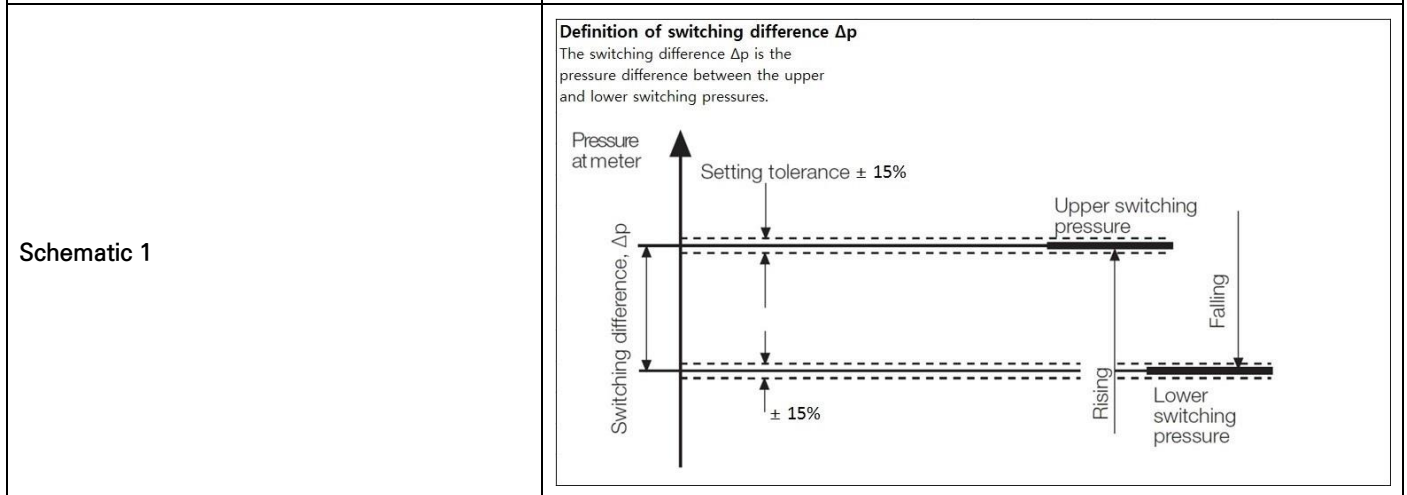 Schematic 1
Definition of switching difference Δp
The switching difference Δp is the
pressure difference between the upper
and lower switching pressures.
Pressure
at meter
Setting tolerance ± 15%
Upper switching
pressure
Switching difference, Δp
Falling
Rising
± 15%
Lower
switching
pressure